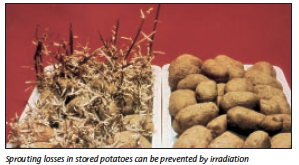 Sprouting losses in stored potatoes can be prevented by irradiation